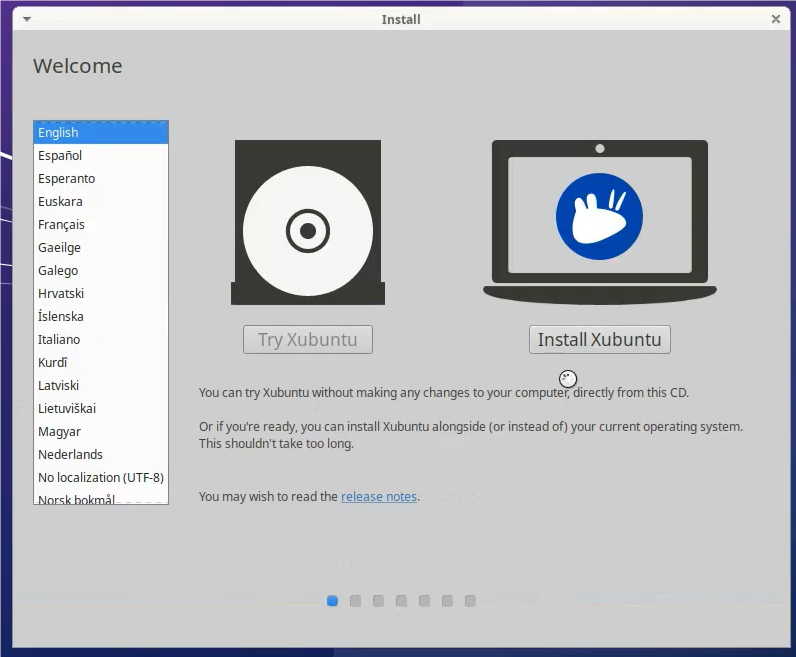 Install
Welcome
English
Español
Esperanto
Euskara
Français
Gaeilge
Galego
Hrvatski
Íslenska
Italiano
Kurdî
Latviski
Lietuviškai
Magyar
Nederlands
No localization (UTF-8)
Norsk bokmål
Try Xubuntu
Install Xubuntu
You can try Xubuntu without making any changes to your computer, directly from this CD.
Or if you're ready, you can install Xubuntu alongside (or instead of) your current operating system.
This shouldn't take too long.
You may wish to read the release notes.